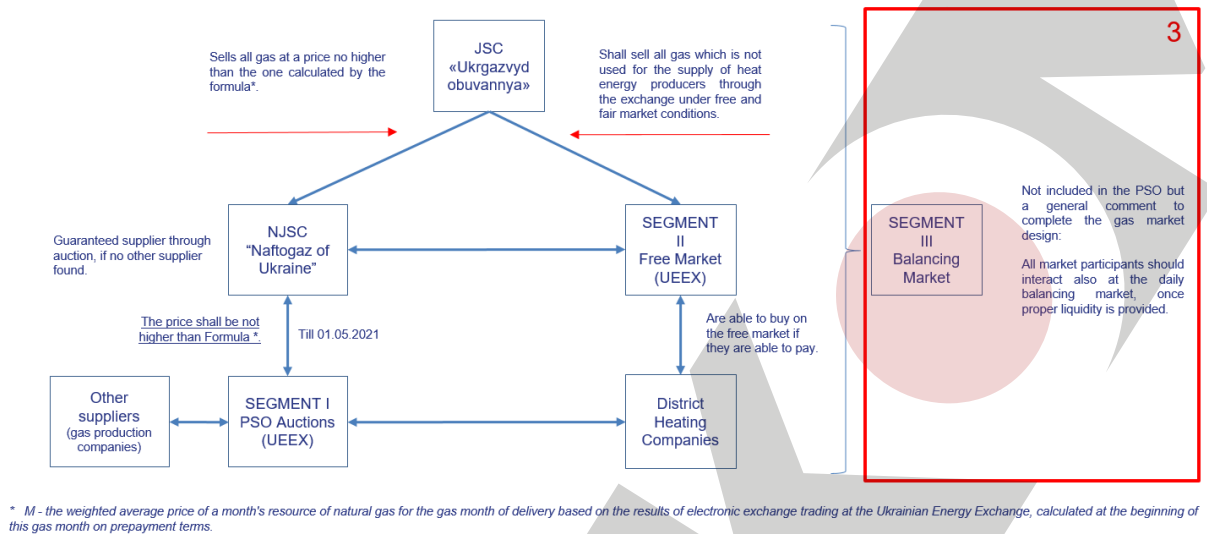 3
JSC
«Ukrgazvyd
obuvannya»
Sells all gas at a price no higher
than the one calculated by the
formula*.
Shall sell all gas which is not
used for the supply of heat
energy producers through
the exchange under free and
fair market conditions.
Guaranteed supplier through
auction, if no other supplier
found.
NJSC
“Naftogaz of
Ukraine”
SEGMENT
II
Free Market
(UEEX)
SEGMENT
III
Balancing
Market
Not included in the PSO but
a general comment to
complete the gas market
design:
All market participants should
interact also at the daily
balancing market, once
proper liquidity is provided.
The price shall be not
higher than Formula *.
Till 01.05.2021
Are able to buy on
the free market if
they are able to pay.
Other
suppliers
(gas production
companies)
SEGMENT I
PSO Auctions
(UEEX)
District
Heating
Companies
* M - the weighted average price of a month's resource of natural gas for the gas month of delivery based on the results of electronic exchange trading at the Ukrainian Energy Exchange, calculated at the beginning of
this gas month on prepayment terms.